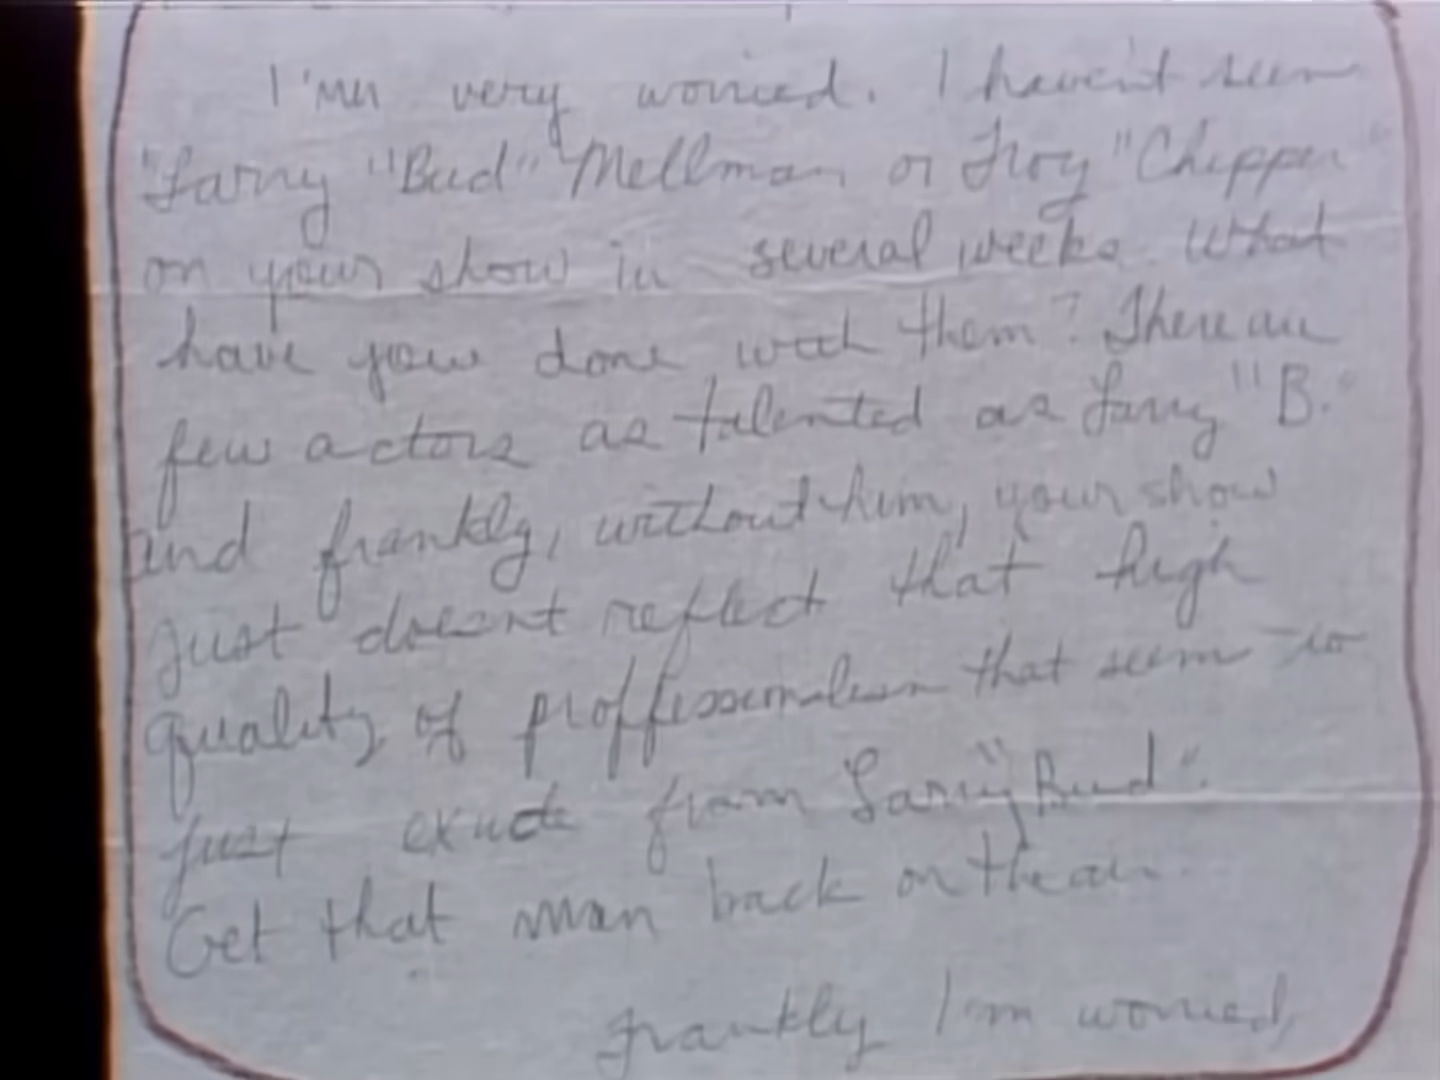 I'm very worried. I haven't seen
"Larry "Bud" Mellman or Troy "Chipper"
on your show in several weeks. What
have you done with them? There are
few actors as talented as Larry "B."
and frankly, without him, your show
just doesn't reflect that high
quality of proffessionalism that seem to
just exude from Larry "Bud".
Get that man back on the air.
frankly I'm worried,